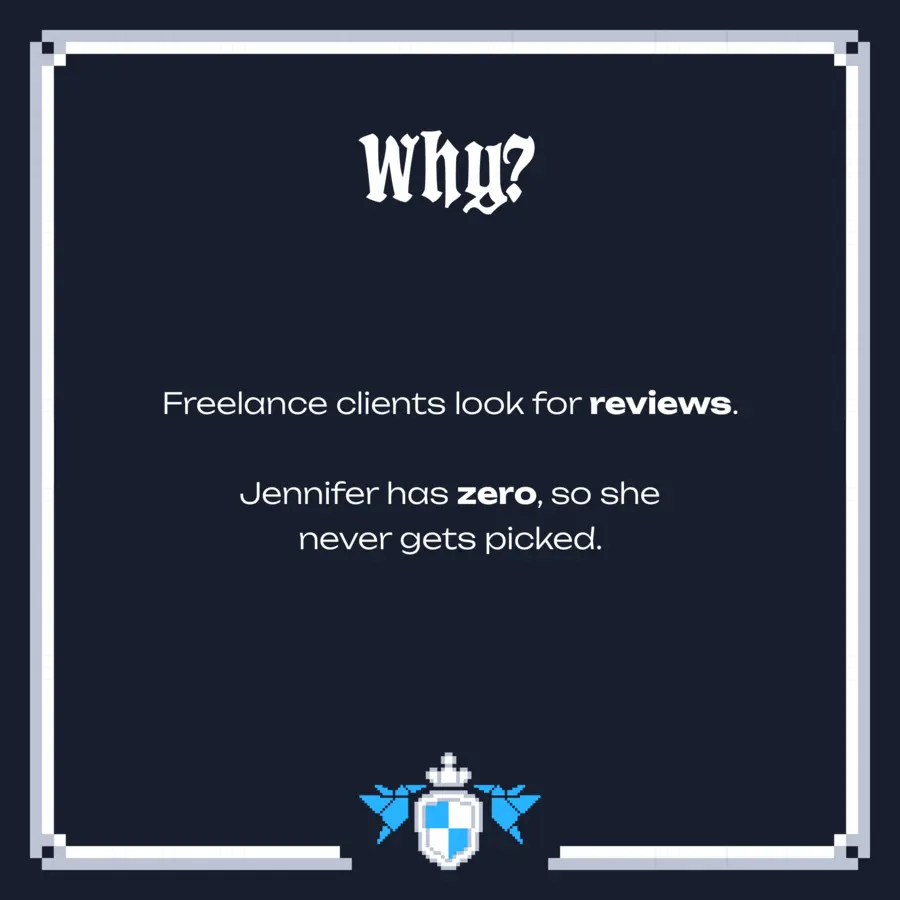 Why?
Freelance clients look for reviews.
Jennifer has zero, so she
never gets picked.